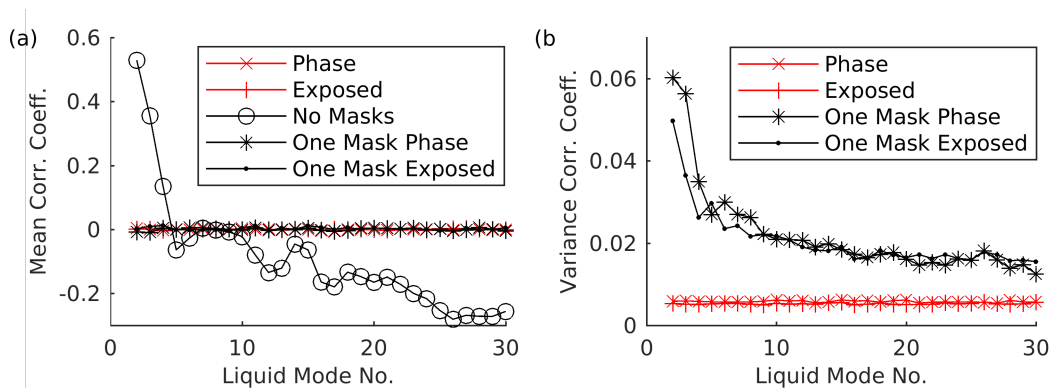 (a)
0.6
0.4
0.2
0
-0.2
Mean Corr. Coeff.
Phase
Exposed
No Masks
One Mask Phase
One Mask Exposed
0
10
20
30
Liquid Mode No.
(b)
0.06
0.04
0.02
0
Variance Corr. Coeff.
Phase
Exposed
One Mask Phase
One Mask Exposed
0
10
20
30
Liquid Mode No.